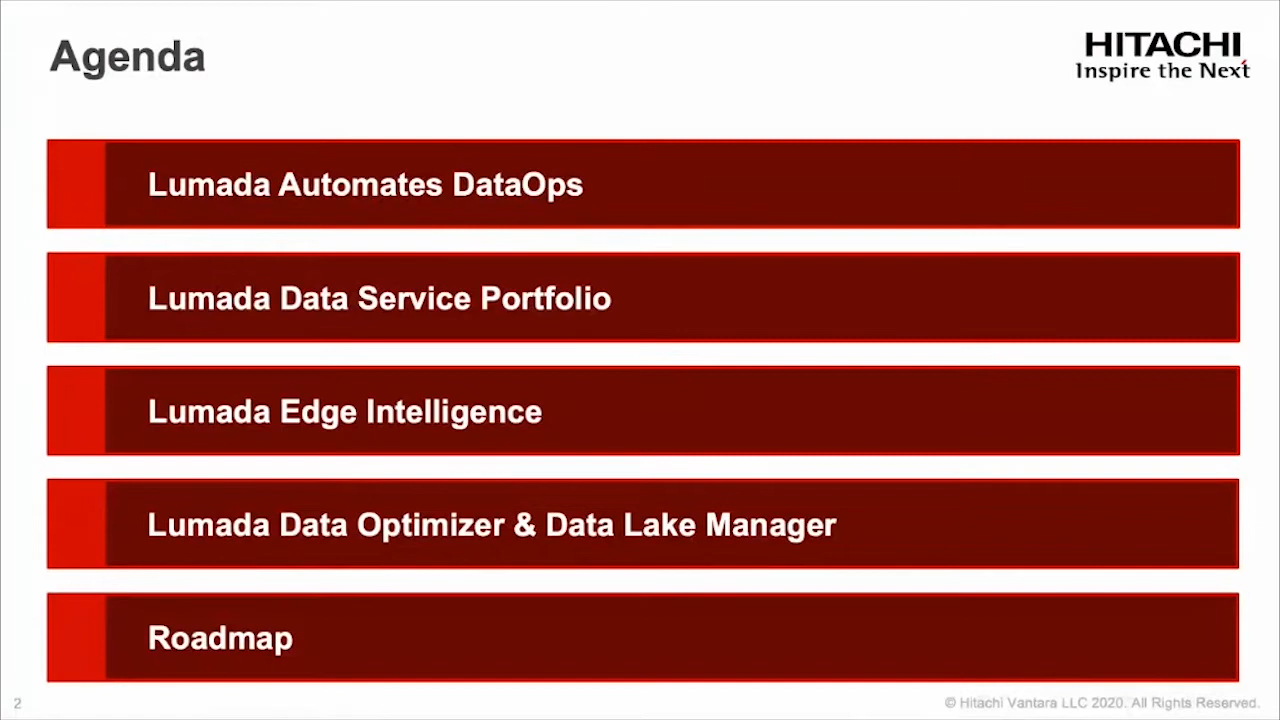 Agenda
HITACHI
Inspire the Next
Lumada Automates DataOps
Lumada Data Service Portfolio
Lumada Edge Intelligence
Lumada Data Optimizer & Data Lake Manager
Roadmap
2
© Hitachi Vantara LLC 2020. All Rights Reserved.